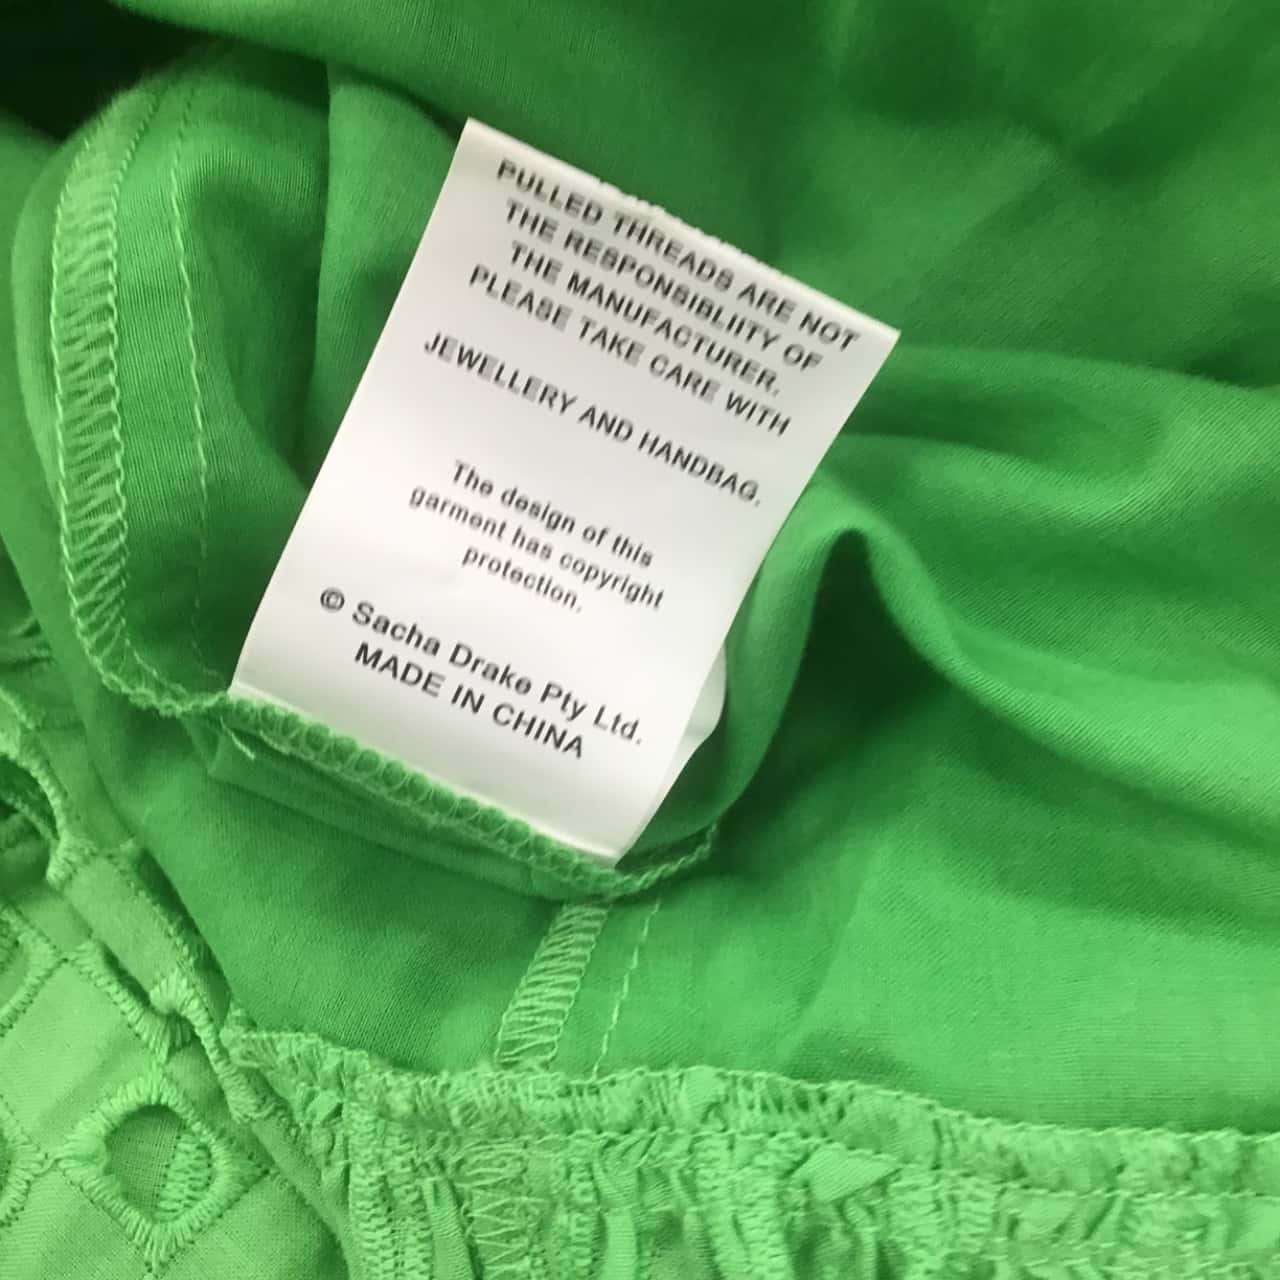 PULLED THREADS ARE NOT
THE RESPONSIBLIITY OF
THE MANUFACTURER.
PLEASE TAKE CARE WITH
JEWELLERY AND HANDBAG.
The design of this
garment has copyright
protection.
© Sacha Drake Pty Ltd.
MADE IN CHINA